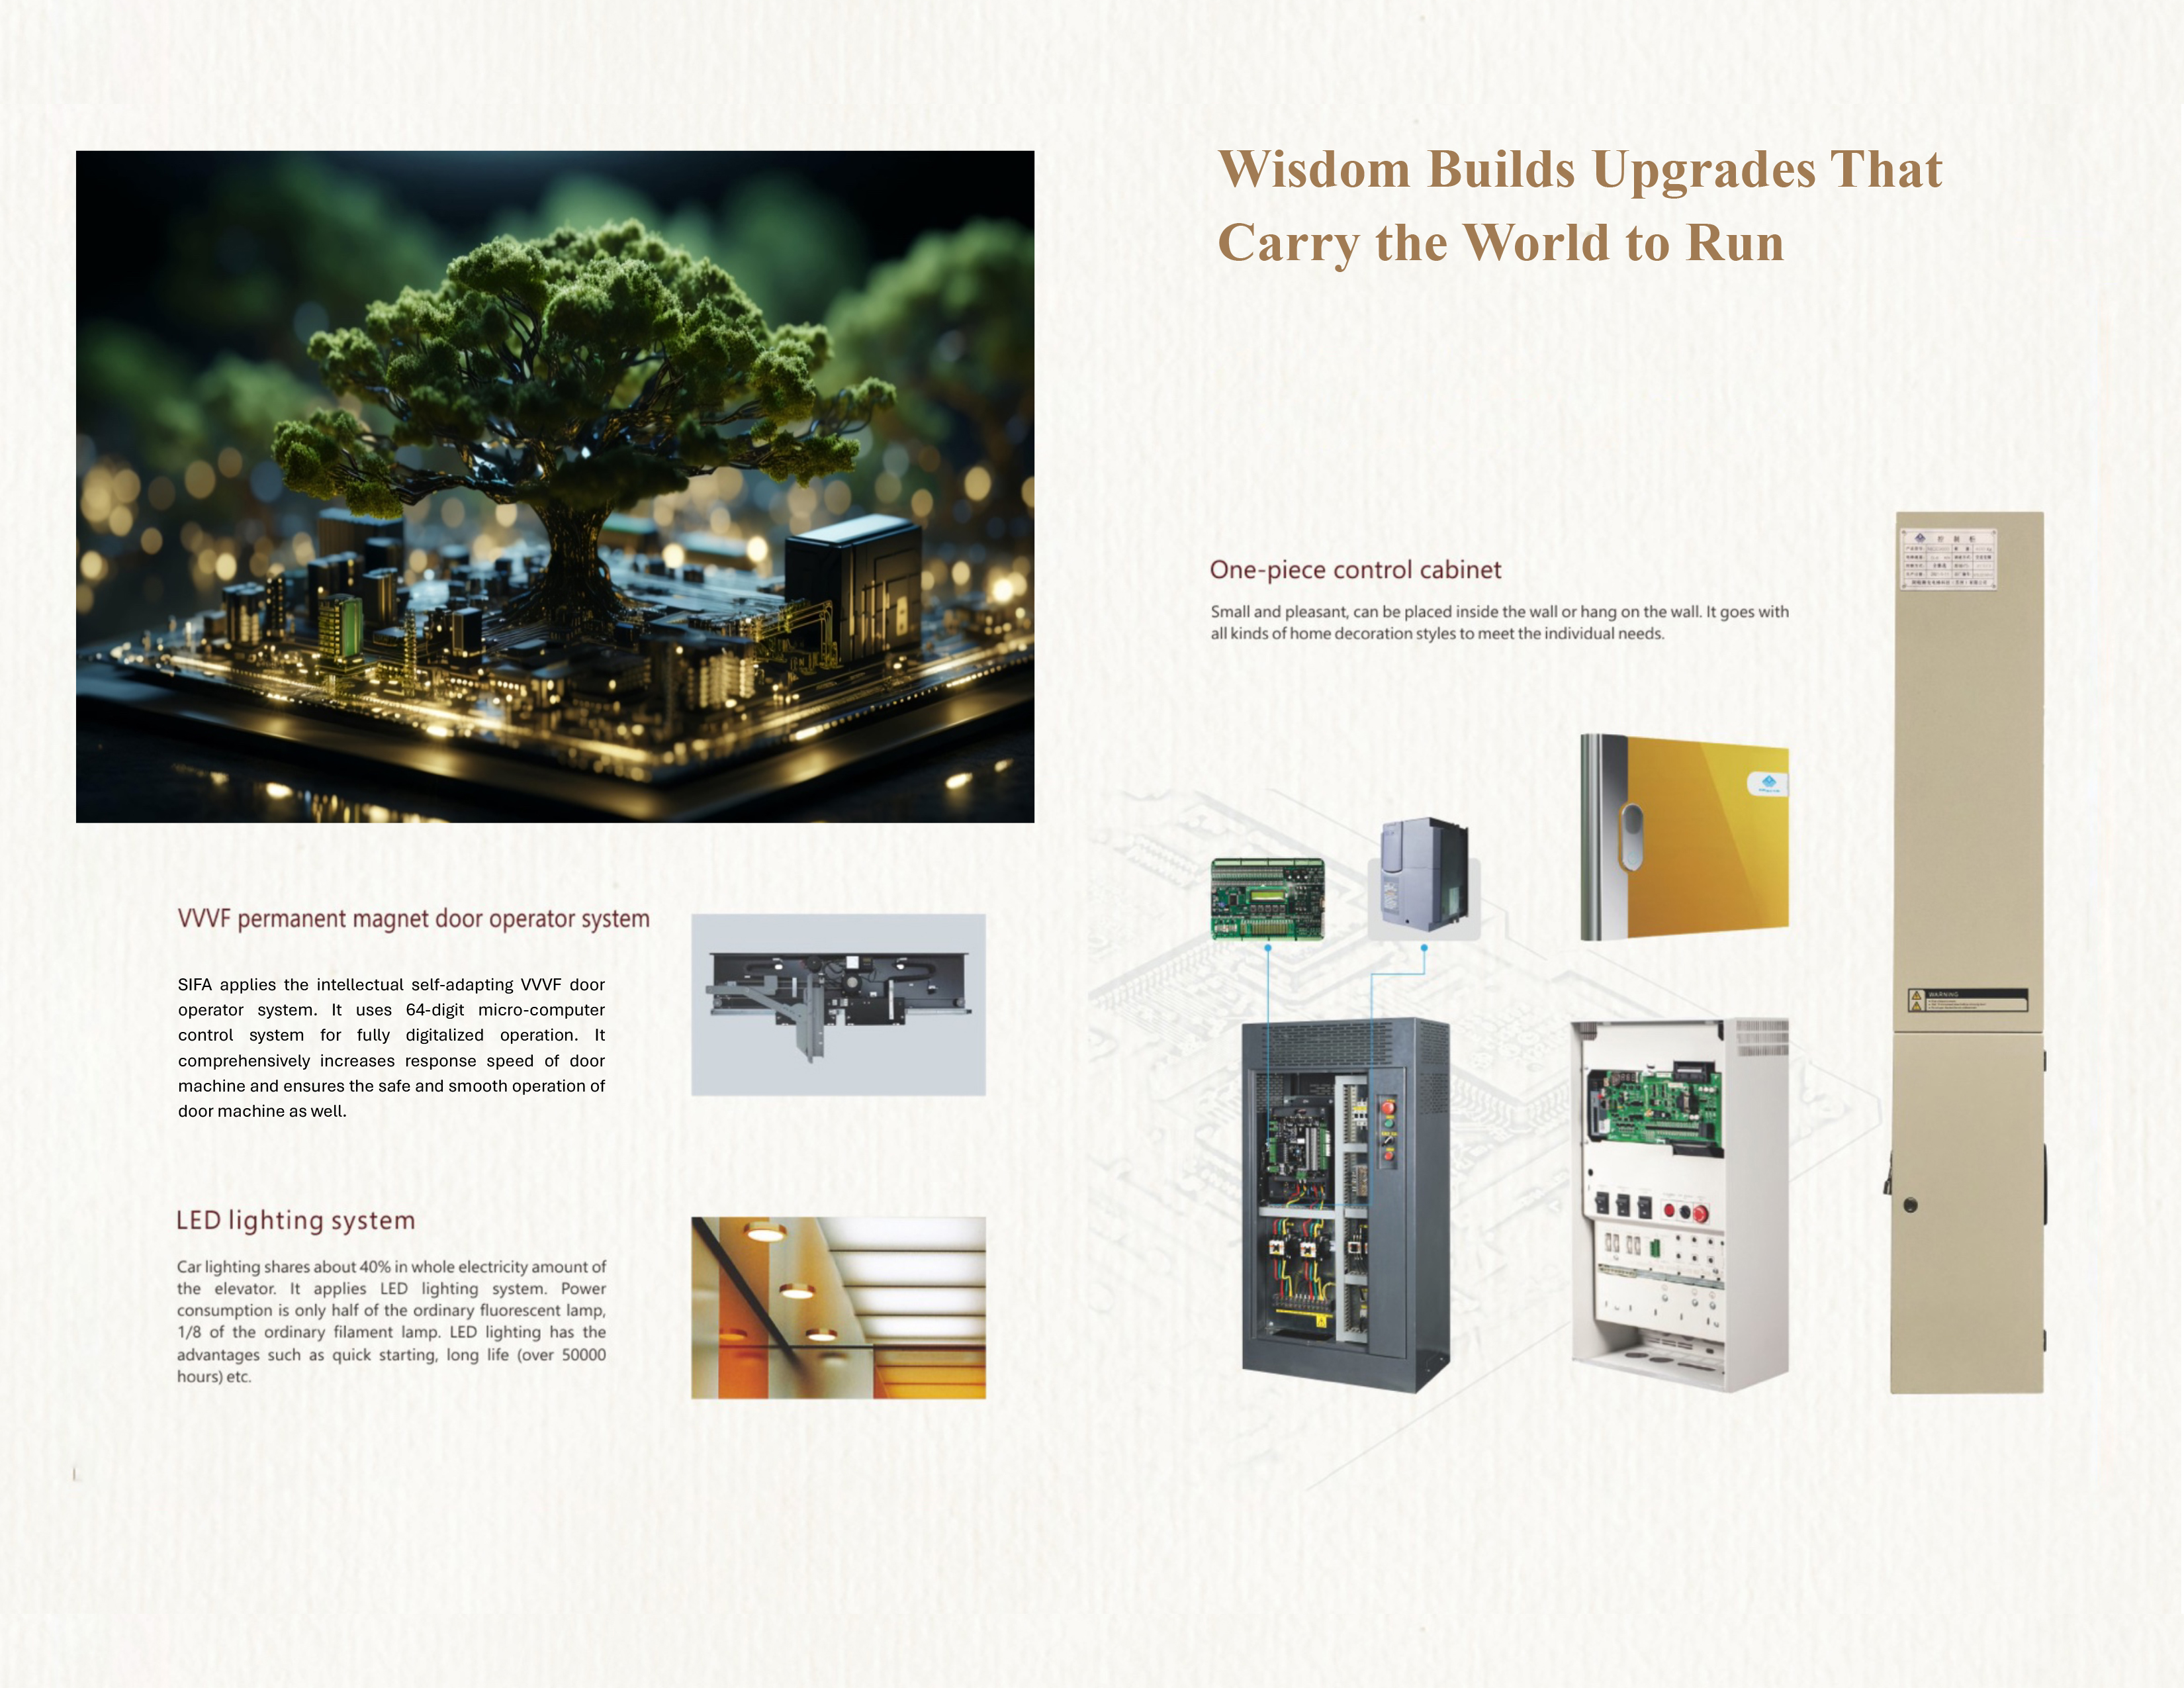 Wisdom Builds Upgrades That
Carry the World to Run
One-piece control cabinet
Small and pleasant, can be placed inside the wall or hang on the wall. It goes with
all kinds of home decoration styles to meet the individual needs.
WARNING
VVVF permanent magnet door operator system
SIFA applies the intellectual self-adapting VVVF door
operator system. It uses 64-digit micro-computer
control system for fully digitalized operation. It
comprehensively increases response speed of door
machine and ensures the safe and smooth operation of
door machine as well.
LED lighting system
Car lighting shares about 40% in whole electricity amount of
the elevator. It applies LED lighting system. Power
consumption is only half of the ordinary fluorescent lamp,
1/8 of the ordinary filament lamp. LED lighting has the
advantages such as quick starting, long life (over 50000
hours) etc.